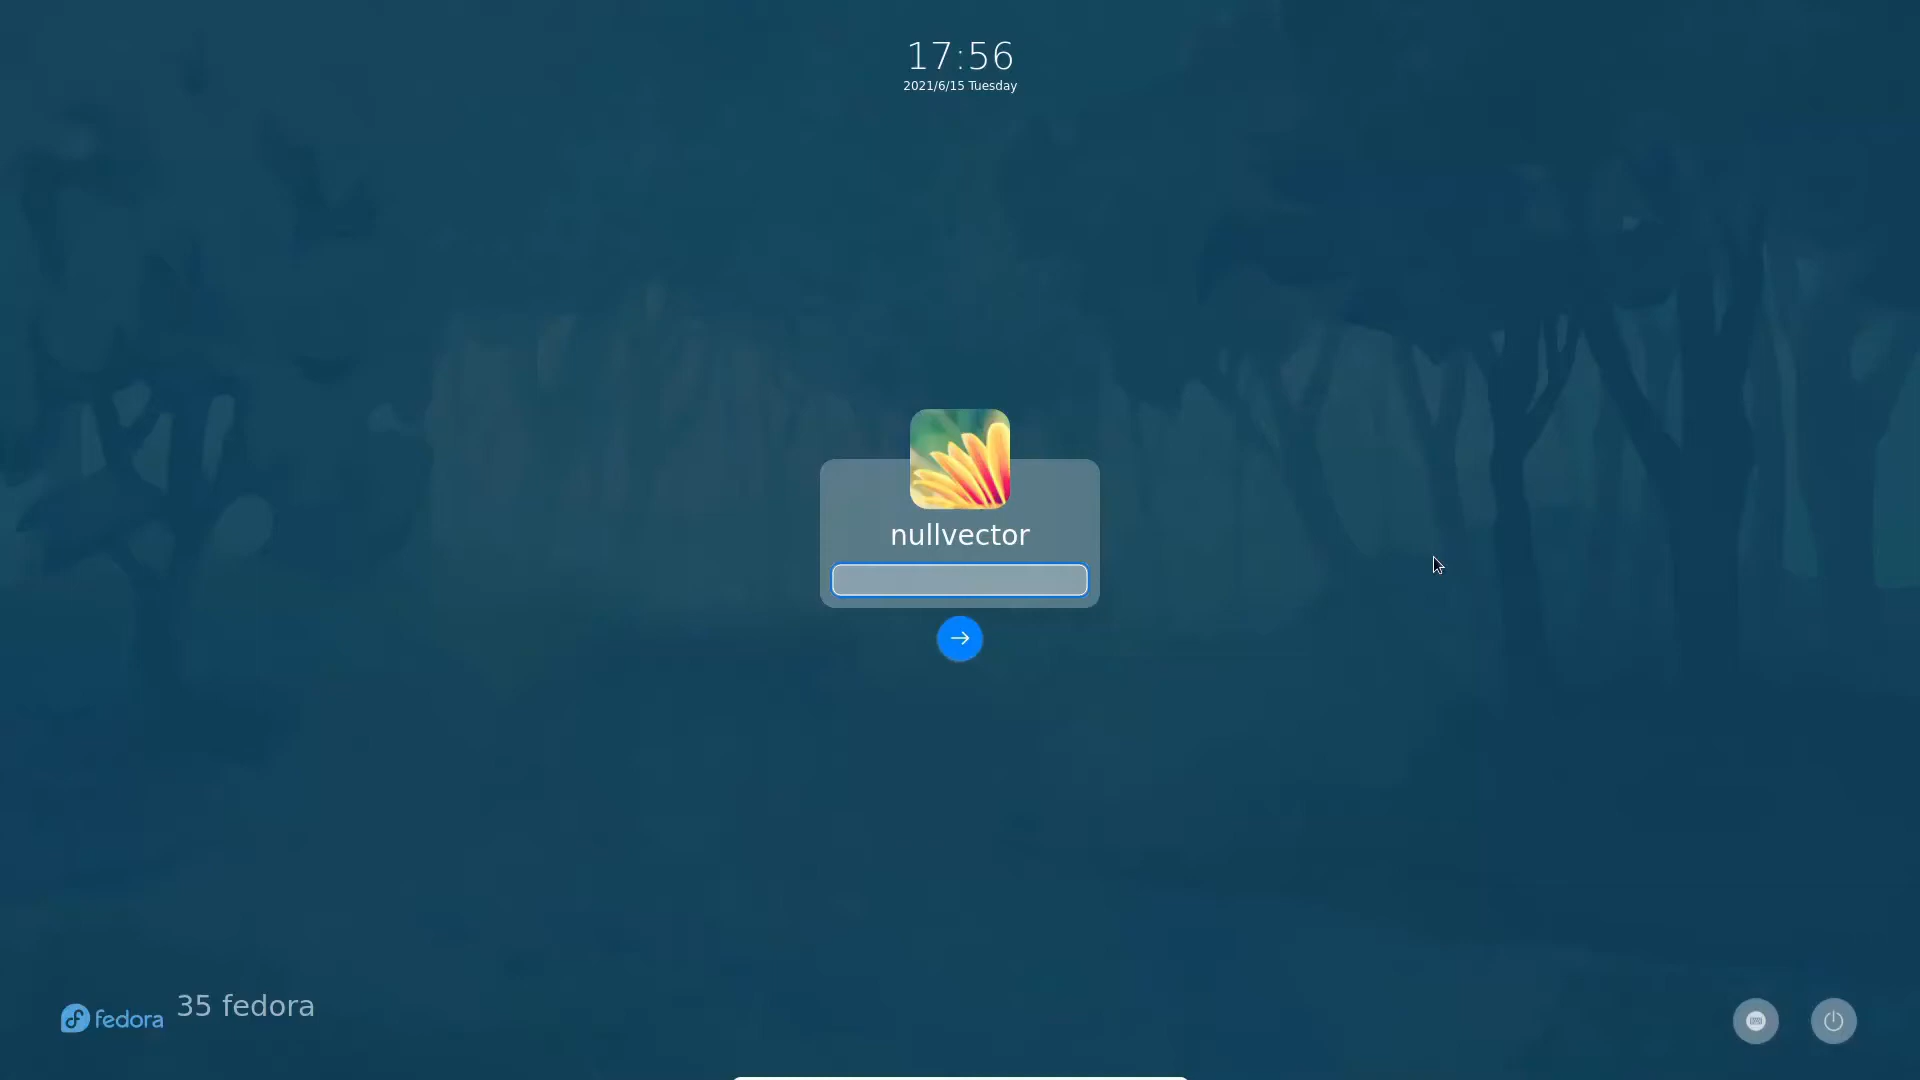 17:56
2021/6/15 Tuesday
nullvector
fedora
35 fedora